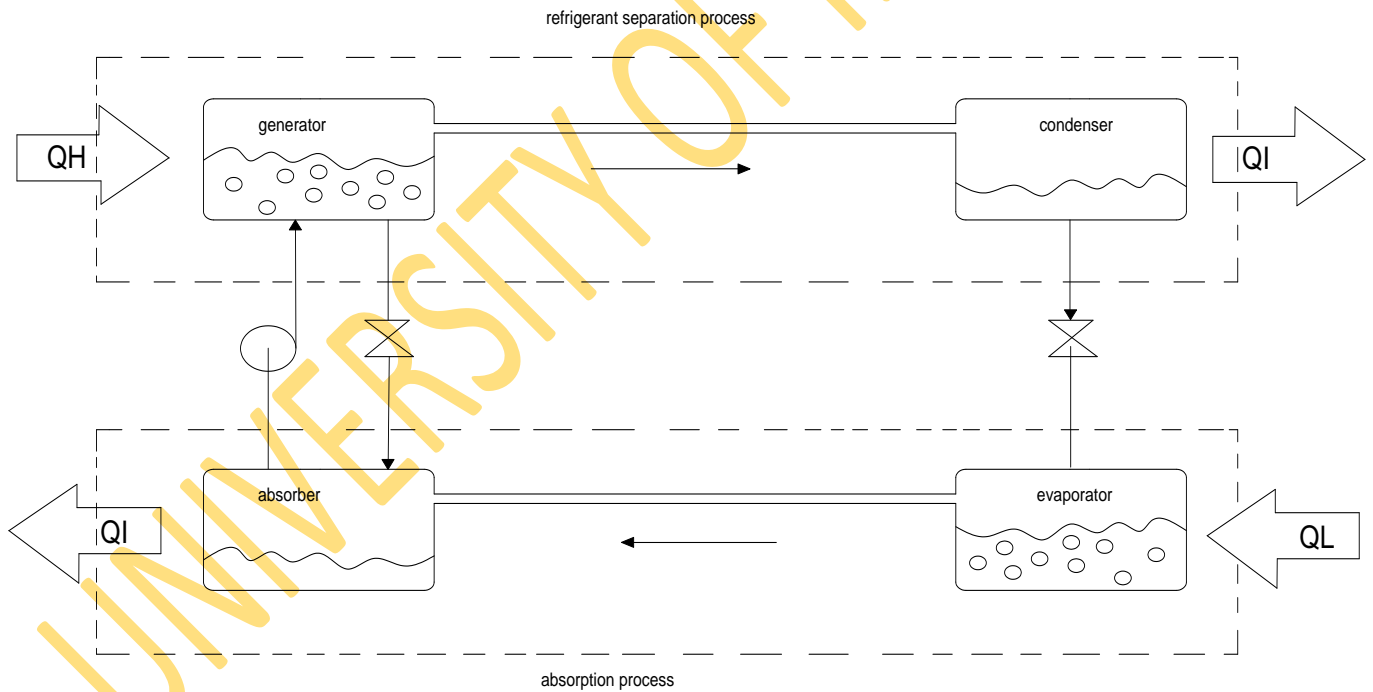 refrigerant separation process
generator
condenser
QH
QI
absorber
evaporator
QI
QL
absorption process
UNIVERSITY OF